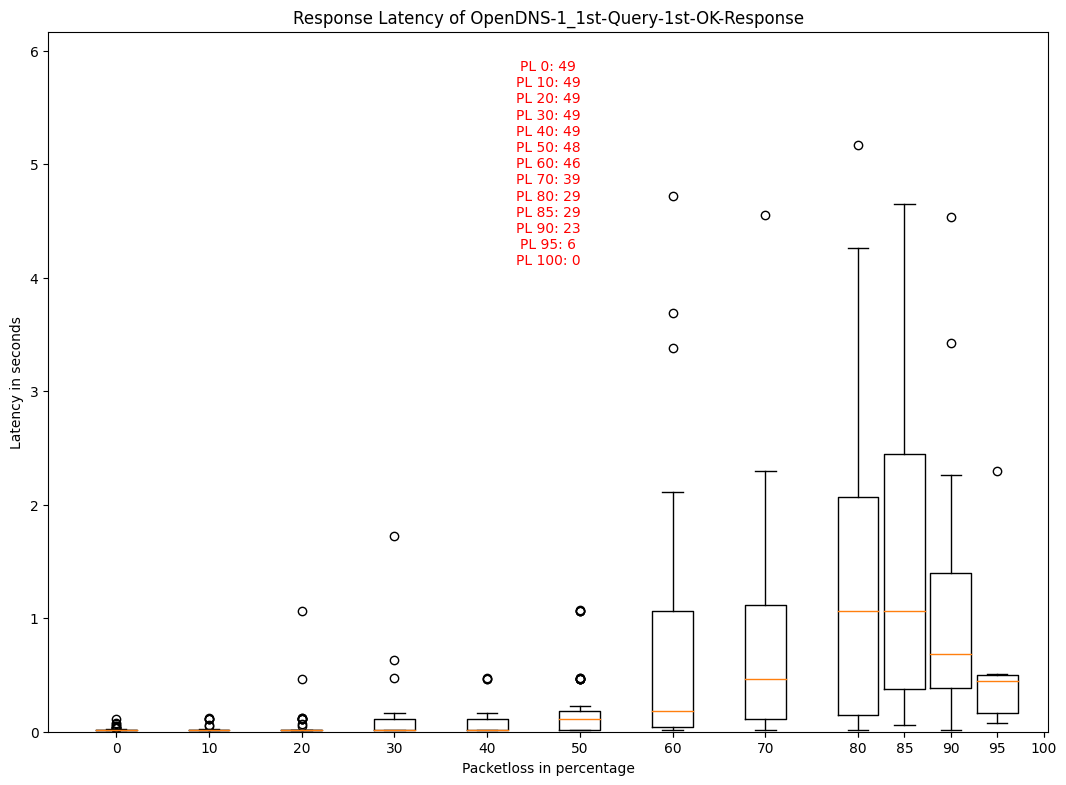 Response Latency of OpenDNS-1_1st-Query-1st-OK-Response
PL 0: 49
PL 10: 49
PL 20: 49
PL 30: 49
PL 40: 49
PL 50: 48
PL 60: 46
PL 70: 39
PL 80: 29
PL 85: 29
PL 90: 23
PL 95: 6
PL 100: 0
Latency in seconds
6
5
4
3
2
1
0
0 10 20 30 40 50 60 70 80 85 90 95 100
Packetloss in percentage